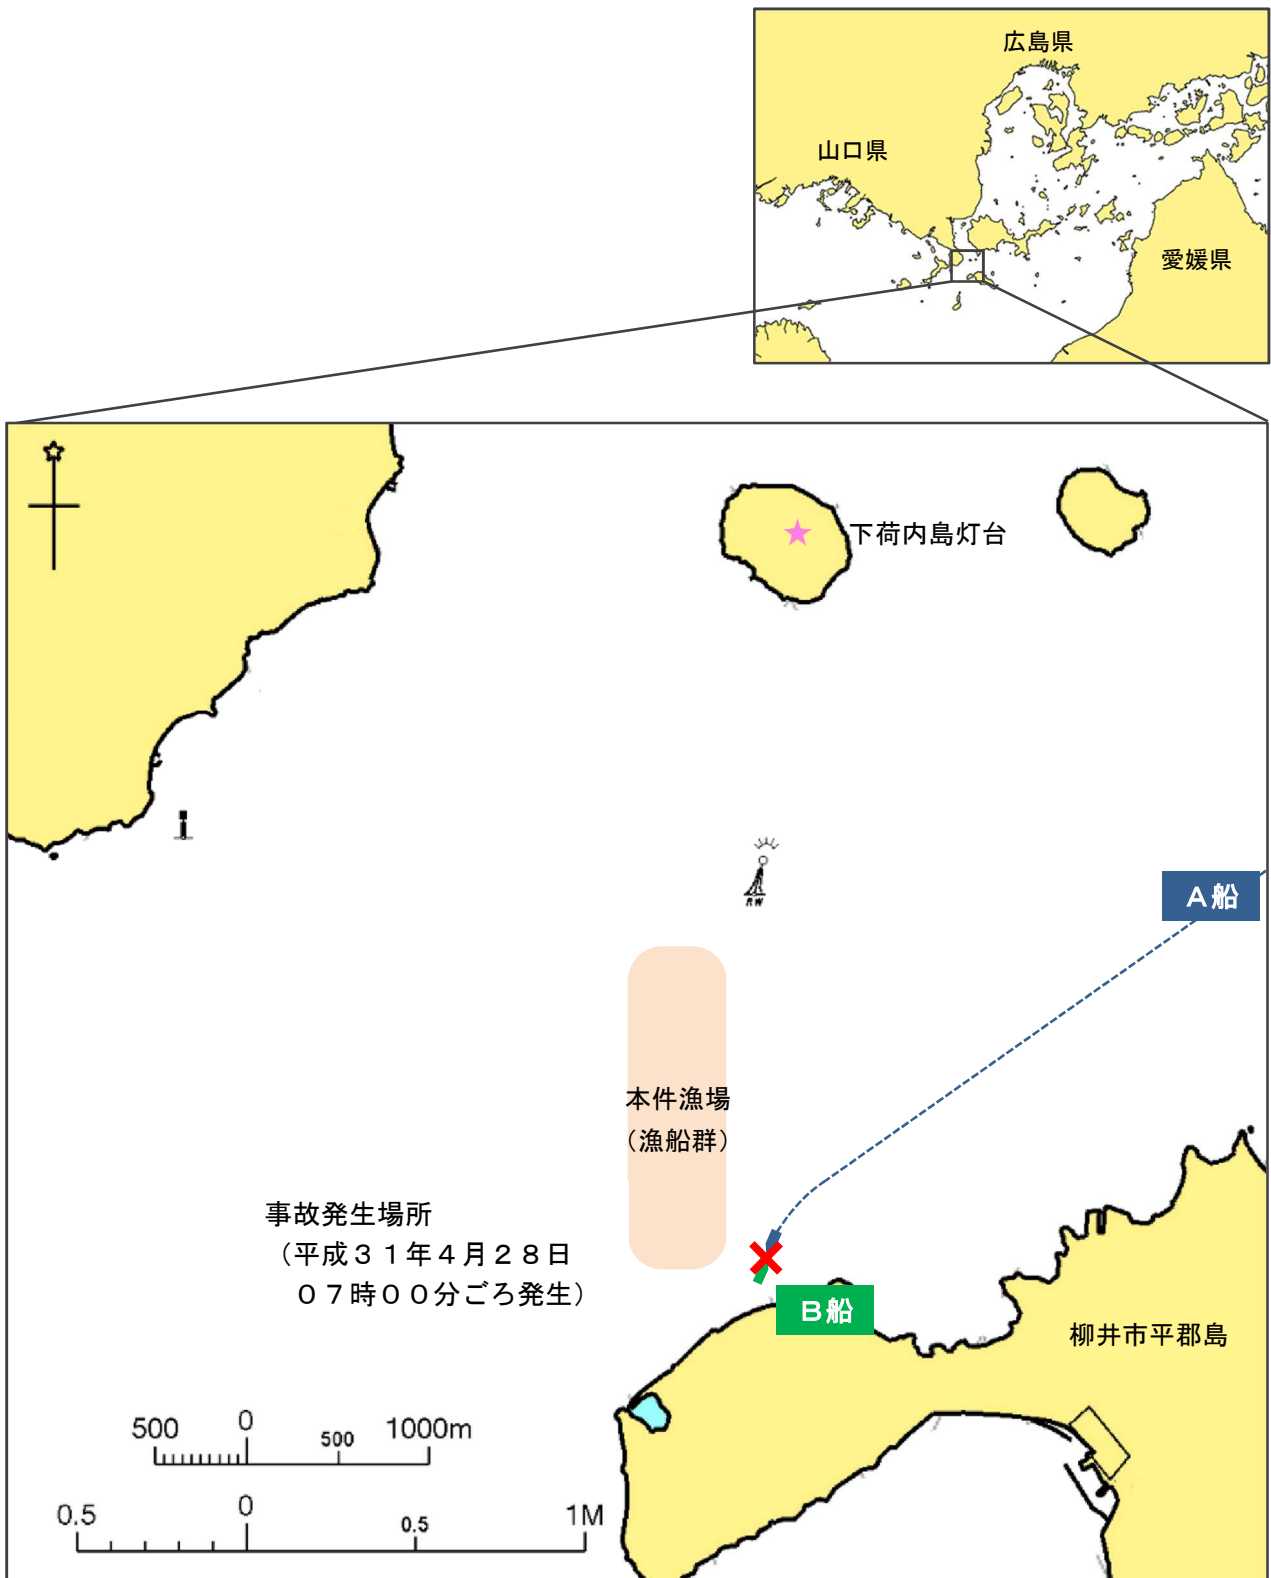 広島県
山口県
愛媛県
下荷内島灯台
RW
A船
本件漁場
（漁船群）
事故発生場所
（平成３１年４月２８日
０７時００分ごろ発生）
B船
柳井市平郡島
500 0 500 1000m
0.5 0 0.5 1M